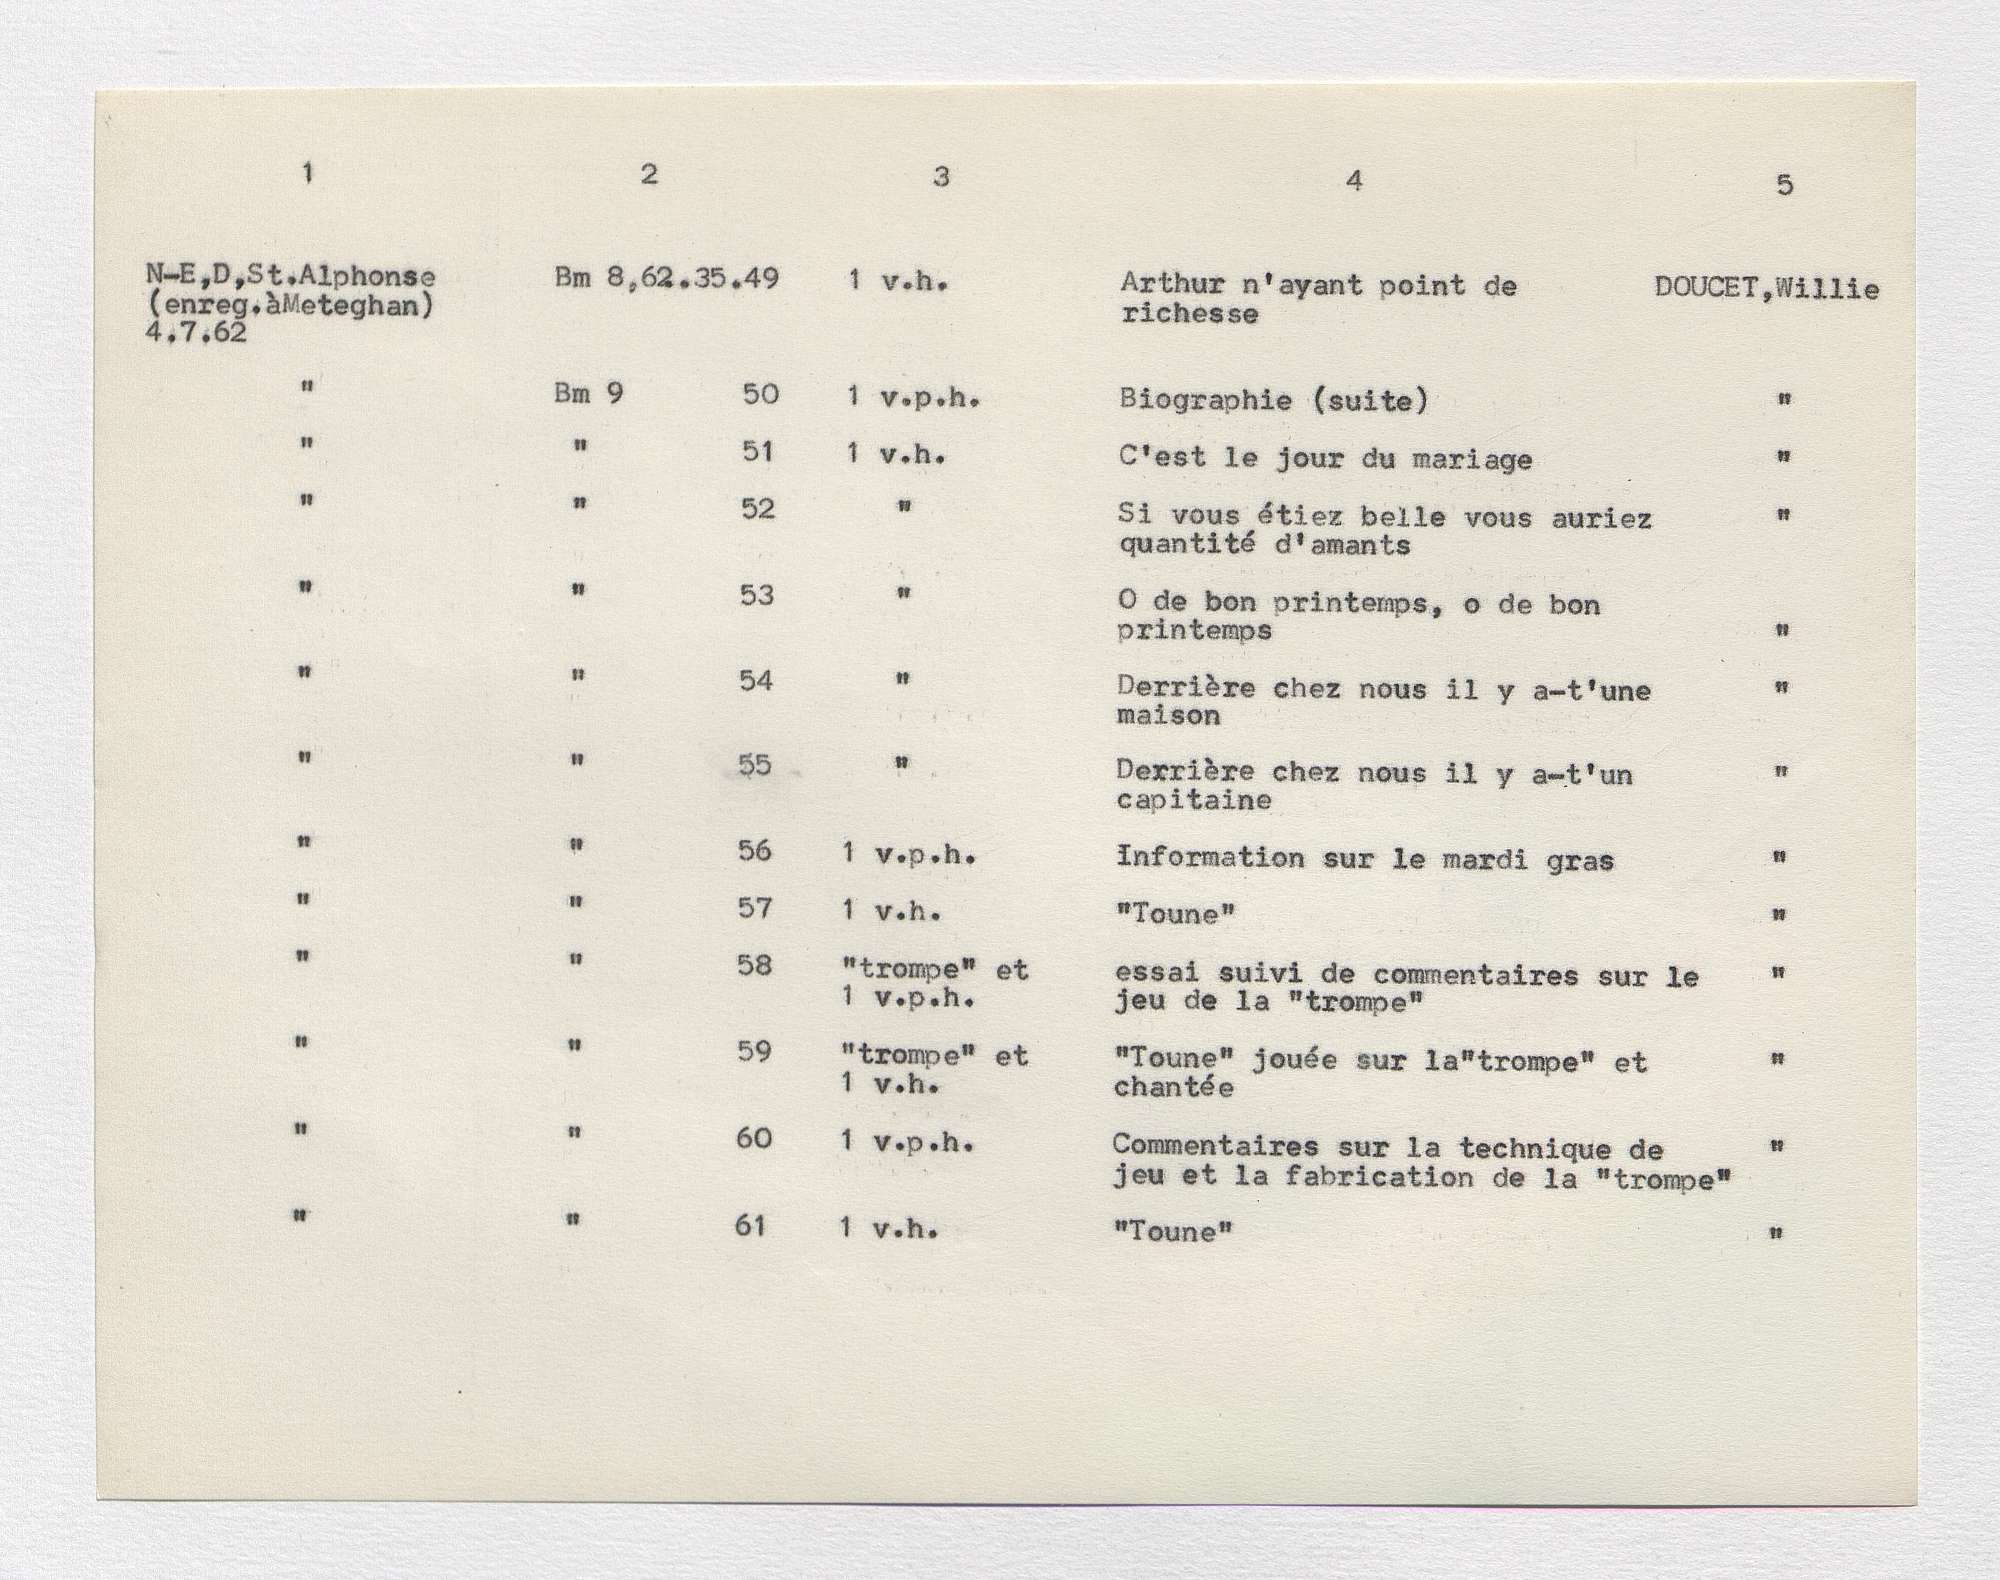 1 2 3 4 5
N-E,D,St.Alphonse Bm 8,62.35.49 1 v.h. Arthur n'ayant point de DOUCET,Willie
(enreg.àMeteghan) richesse
4.7.62
" Bm 9 50 1 v.p.h. Biographie (suite) "
" " 51 1 v.h. C'est le jour du mariage "
" " 52 " Si vous étiez belle vous auriez "
quantité d'amants
" " 53 " O de bon printemps, o de bon
printemps "
" " 54 " Derrière chez nous il y a-t'une "
maison
" " 55 " Derrière chez nous il y a-t'un "
capitaine
" " 56 1 v.p.h. Information sur le mardi gras "
" " 57 1 v.h. "Toune" "
" " 58 "trompe" et essai suivi de commentaires sur le "
1 v.p.h. jeu de la "trompe"
" " 59 "trompe" et "Toune" jouée sur la"trompe" et "
1 v.h. chantée
" " 60 1 v.p.h. Commentaires sur la technique de "
jeu et la fabrication de la "trompe"
" " 61 1 v.h. "Toune" "